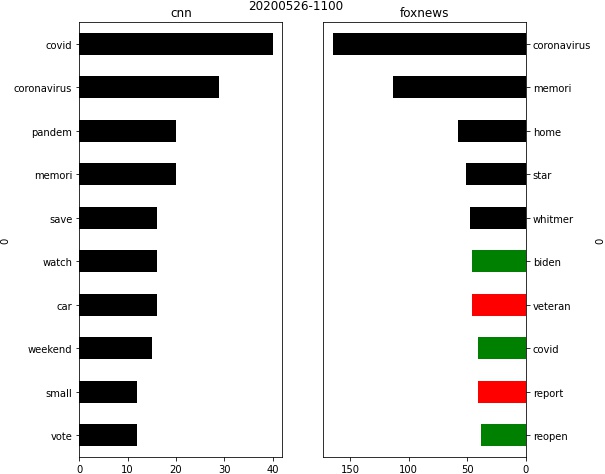 20200526-1100
cnn
foxnews
covid
coronavirus
pandem
memori
save
watch
car
weekend
small
vote
0
0 10 20 30 40
coronavirus
memori
home
star
whitmer
biden
veteran
covid
report
reopen
0
150 100 50 0